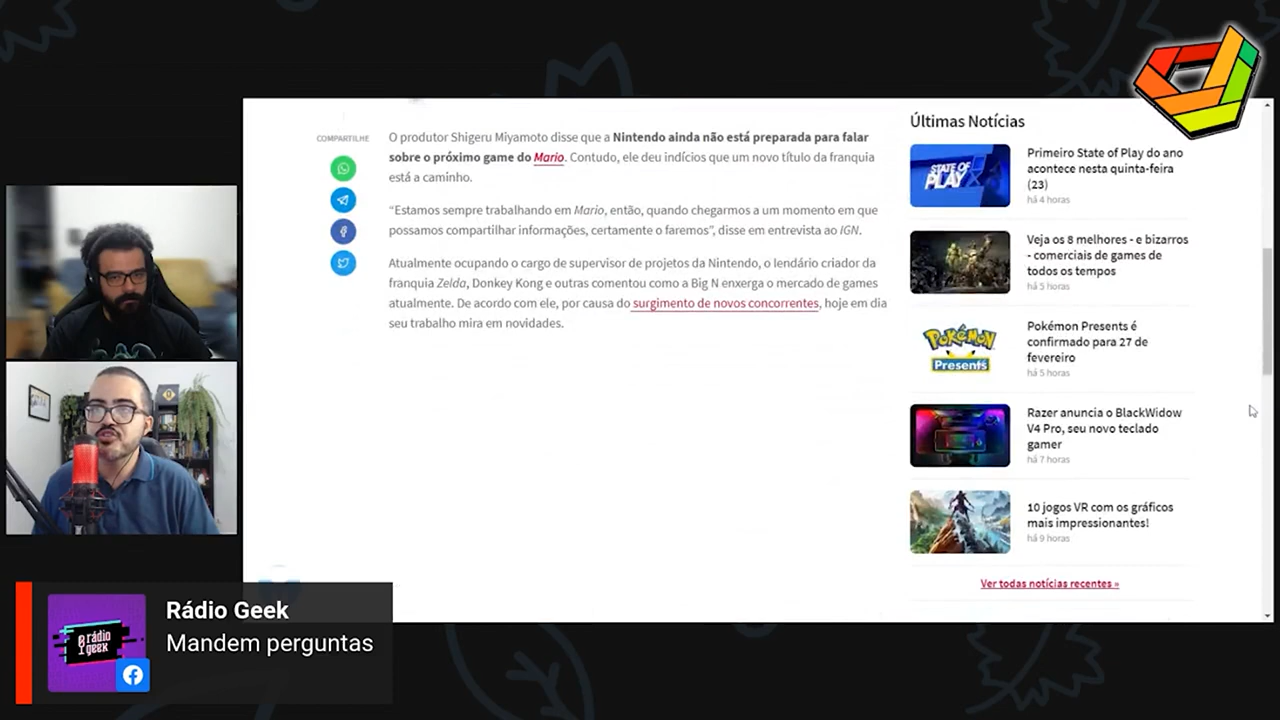 COMPARTILHE
O produtor Shigeru Miyamoto disse que a Nintendo ainda não está preparada para falar
sobre o próximo game do Mario. Contudo, ele deu indícios que um novo título da franquia
está a caminho.
“Estamos sempre trabalhando em Mario, então, quando chegarmos a um momento em que
possamos compartilhar informações, certamente o faremos”, disse em entrevista ao IGN.
Atualmente ocupando o cargo de supervisor de projetos da Nintendo, o lendário criador da
franquia Zelda, Donkey Kong e outras comentou como a Big N enxerga o mercado de games
atualmente. De acordo com ele, por causa do surgimento de novos concorrentes, hoje em dia
seu trabalho mira em novidades.
Últimas Notícias
STATE OF
PLAY
Primeiro State of Play do ano
acontece nesta quinta-feira
(23)
há 4 horas
Veja os 8 melhores - e bizarros
- comerciais de games de
todos os tempos
há 5 horas
POKÉMON
Presents
Pokémon Presents é
confirmado para 27 de
fevereiro
há 5 horas
Razer anuncia o BlackWidow
V4 Pro, seu novo teclado
gamer
há 7 horas
10 jogos VR com os gráficos
mais impressionantes!
há 9 horas
Ver todas notícias recentes »
rádio
geek
Rádio Geek
Mandem perguntas